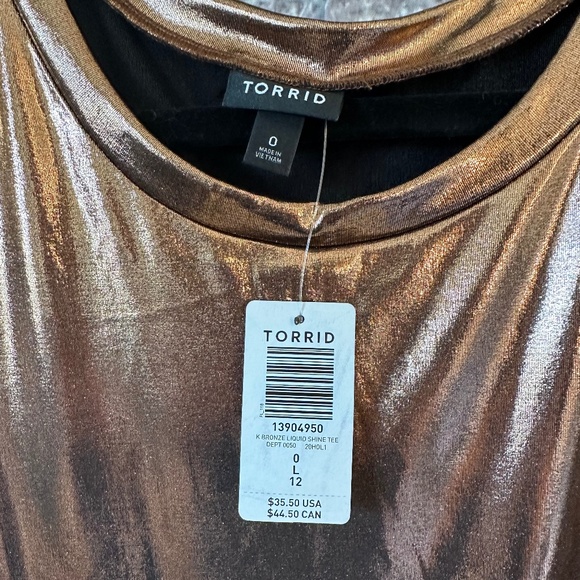 TORRID
0
MADE IN
VIETNAM
TORRID
13904950
K BRONZE LIQUID SHINE TEE
DEPT 0050 20HOL1
0
L
12
$35.50 USA
$44.50 CAN